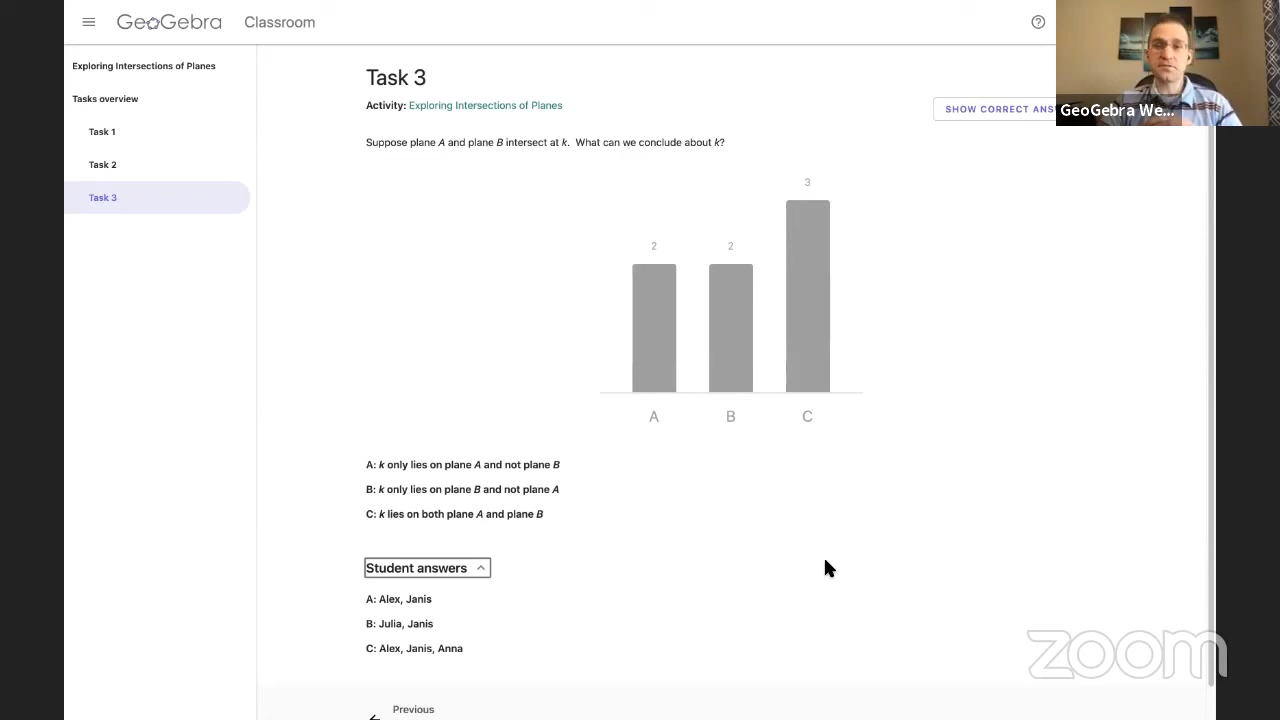 GeoGebra Classroom
GeoGebra We...
Exploring Intersections of Planes
Tasks overview
Task 1
Task 2
Task 3
Task 3
Activity: Exploring Intersections of Planes
SHOW CORRECT ANS
Suppose plane A and plane B intersect at k. What can we conclude about k?
3
2 2
A B C
A: k only lies on plane A and not plane B
B: k only lies on plane B and not plane A
C: k lies on both plane A and plane B
Student answers
A: Alex, Janis
B: Julia, Janis
C: Alex, Janis, Anna
zoom
Previous